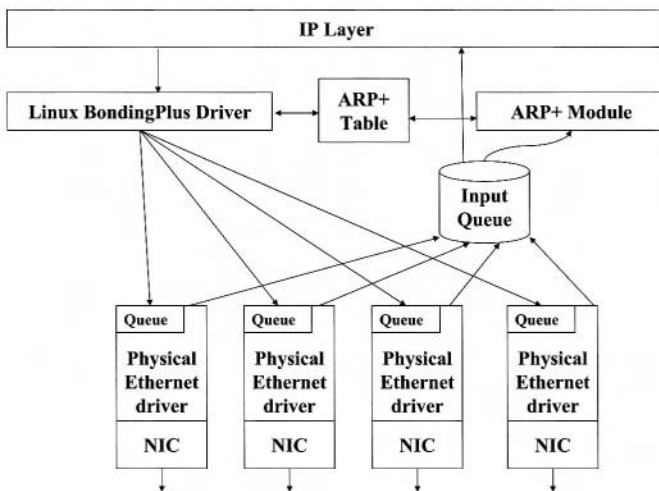 IP Layer
Linux BondingPlus Driver
ARP+
Table
ARP+ Module
Input
Queue
Queue
Physical
Ethernet
driver
NIC
Queue
Physical
Ethernet
driver
NIC
Queue
Physical
Ethernet
driver
NIC
Queue
Physical
Ethernet
driver
NIC